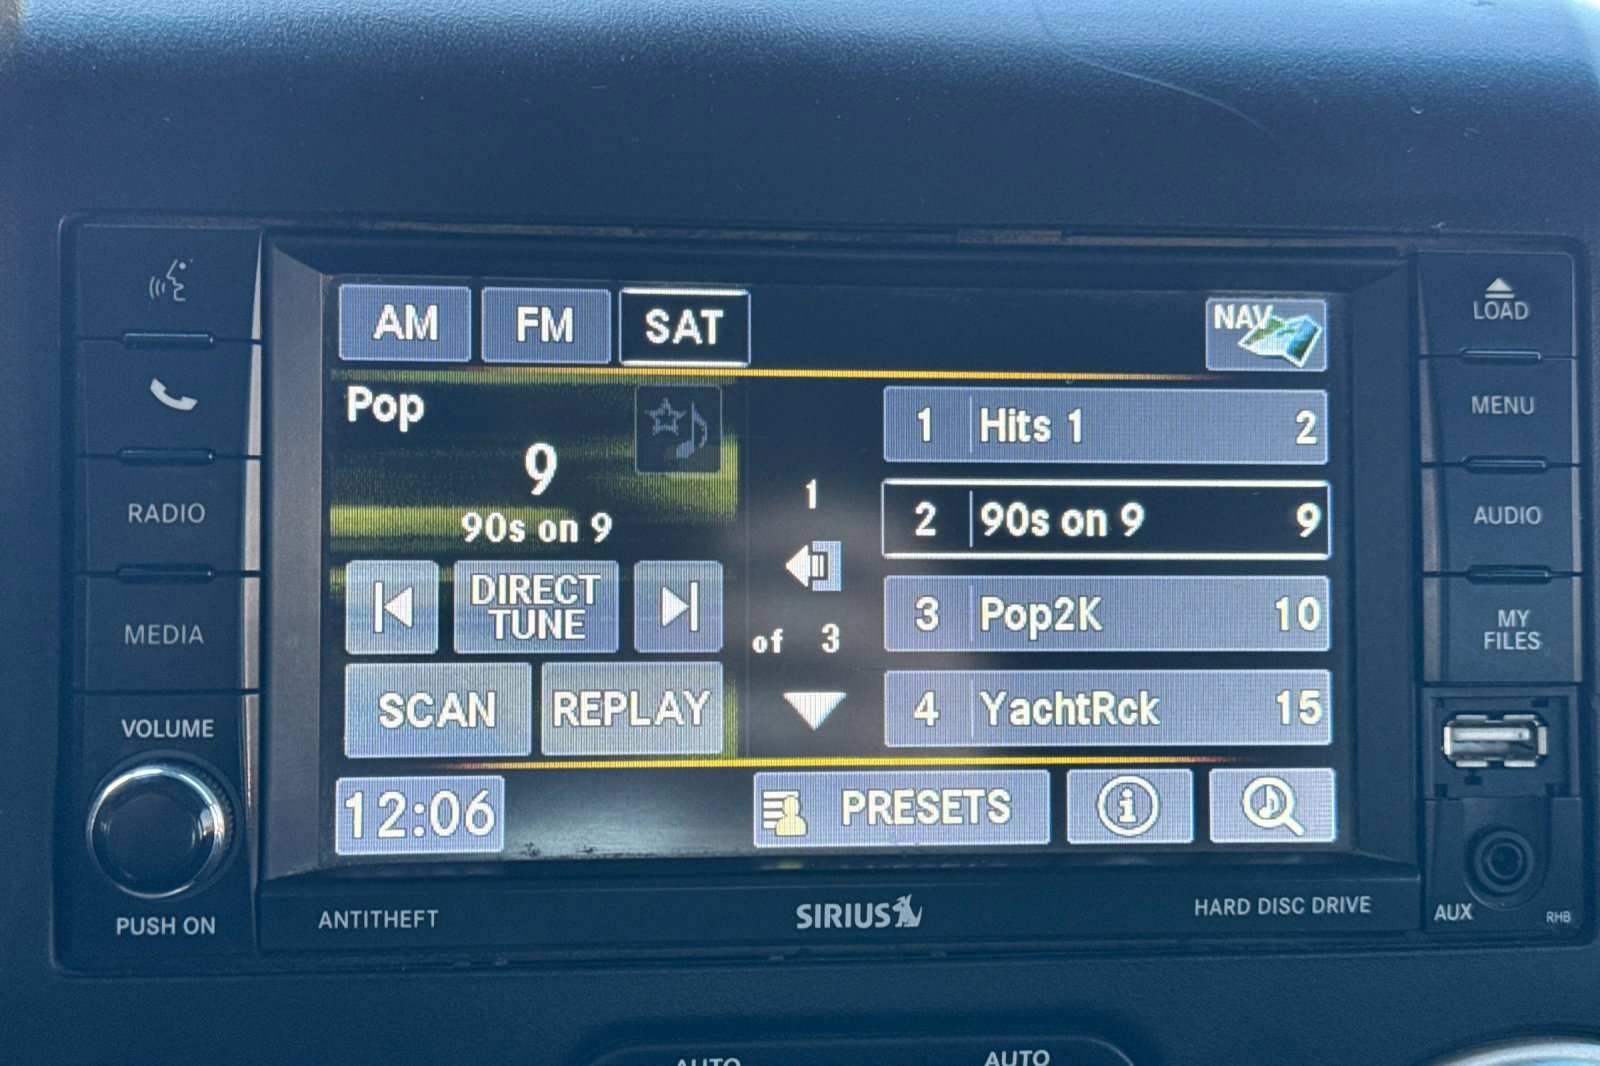 AM FM SAT
NAV
Pop
9
90s on 9
DIRECT
TUNE
SCAN REPLAY
12:06
1
of 3
1 Hits 1 2
2 90s on 9 9
3 Pop2K 10
4 YachtRck 15
PRESETS
i
RADIO
MEDIA
VOLUME
PUSH ON
LOAD
MENU
AUDIO
MY
FILES
AUX
RHB
ANTITHEFT
SIRIUS
HARD DISC DRIVE
AUTO
AUTO